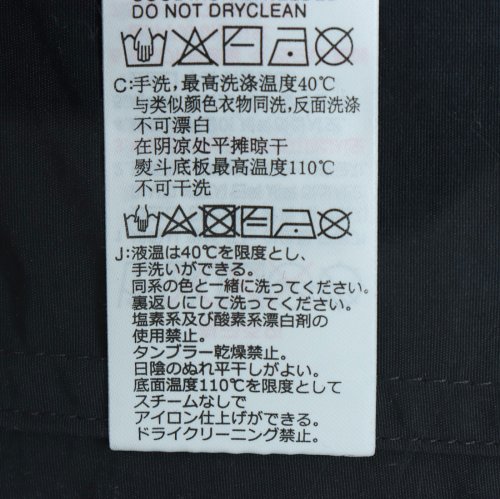 DO NOT DRYCLEAN
C:手洗,最高洗涤温度40℃
与类似颜色衣物同洗,反面洗涤
不可漂白
在阴凉处平摊晾干
熨斗底板最高温度110℃
不可干洗
J:液温は40℃を限度とし、
手洗いができる。
同系の色と一緒に洗ってください。
裏返しにして洗ってください。
塩素系及び酸素系漂白剤の
使用禁止。
タンブラー乾燥禁止。
日陰のぬれ平干しがよい。
底面温度110℃を限度として
スチームなしで
アイロン仕上げができる。
ドライクリーニング禁止。